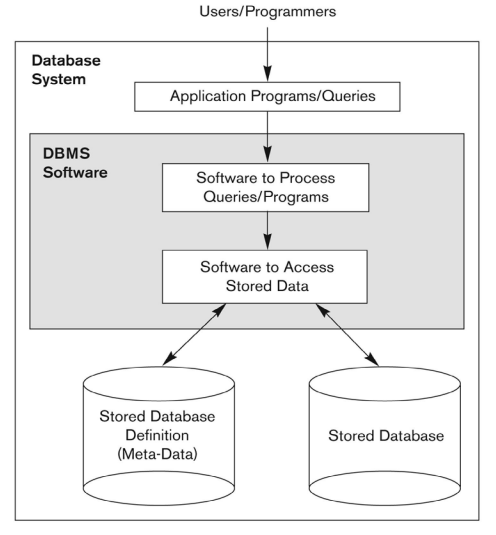 Users/Programmers
Database
System
Application Programs/Queries
DBMS
Software
Software to Process
Queries/Programs
Software to Access
Stored Data
Stored Database
Definition
(Meta-Data)
Stored Database